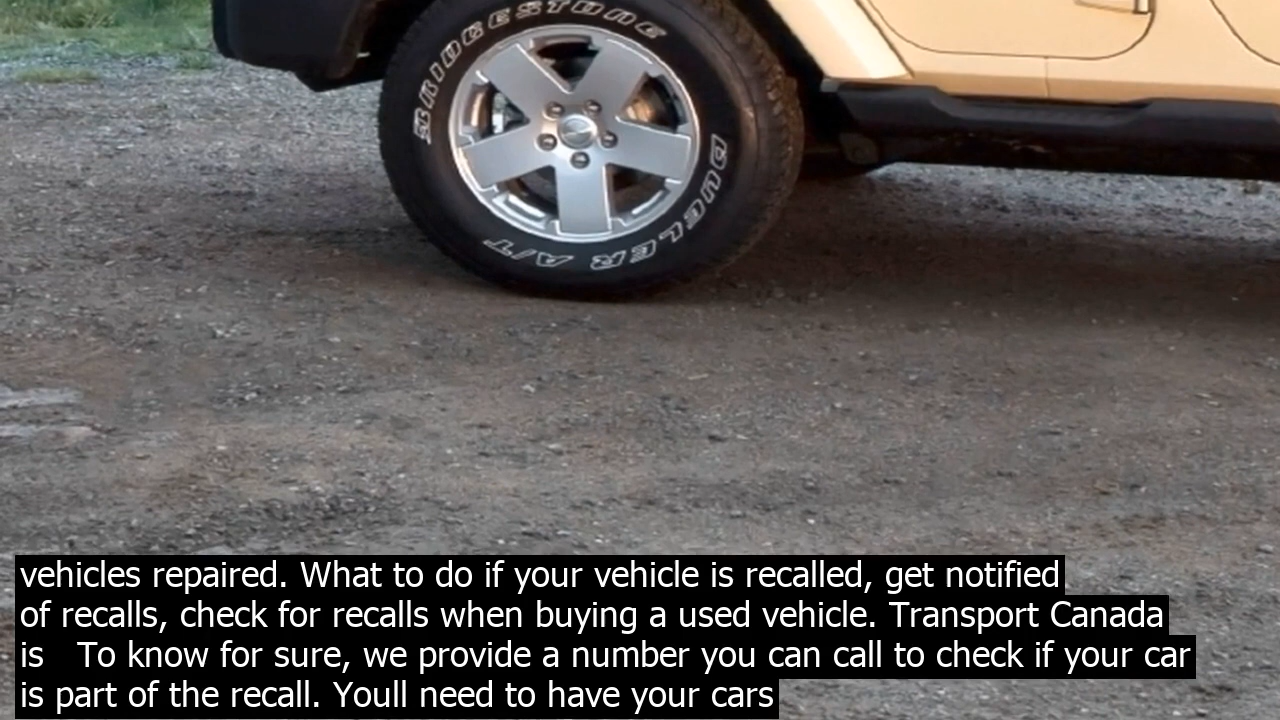 BRIDGESTONE
DUELER A/T
vehicles repaired. What to do if your vehicle is recalled, get notified
of recalls, check for recalls when buying a used vehicle. Transport Canada
is   To know for sure, we provide a number you can call to check if your car
is part of the recall. Youll need to have your cars